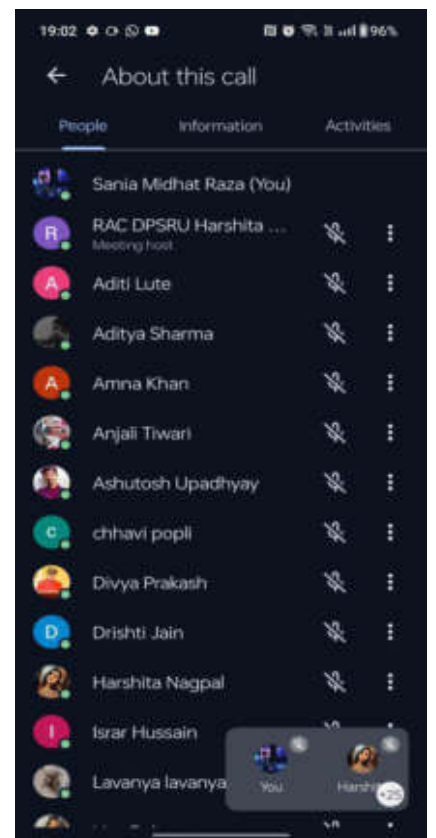 19:02
96%
About this call
People Information Activities
Sania Midhat Raza (You)
R
RAC DPSRU Harshita ...
Meeting host
A
Aditi Lute
Aditya Sharma
A
Amna Khan
Anjali Tiwari
Ashutosh Upadhyay
c
chhavi popli
Divya Prakash
D
Drishti Jain
Harshita Nagpal
I
Israr Hussain
Lavanya lavanya
You
Harshi
+25